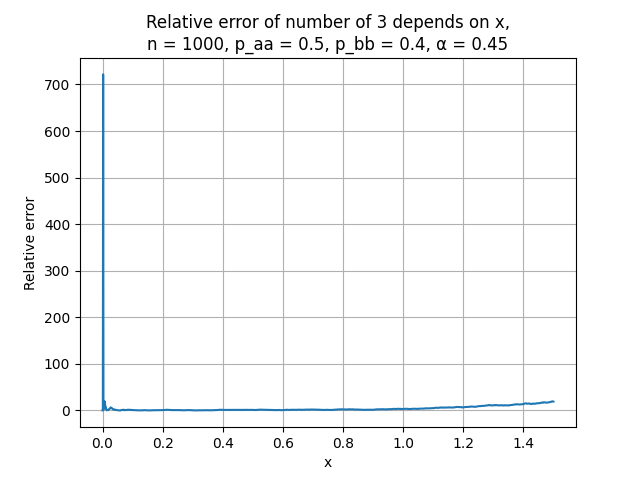 Relative error of number of 3 depends on x,
n = 1000, p_aa = 0.5, p_bb = 0.4, α = 0.45
700
600
500
400
300
200
100
0
Relative error
0.0 0.2 0.4 0.6 0.8 1.0 1.2 1.4
x